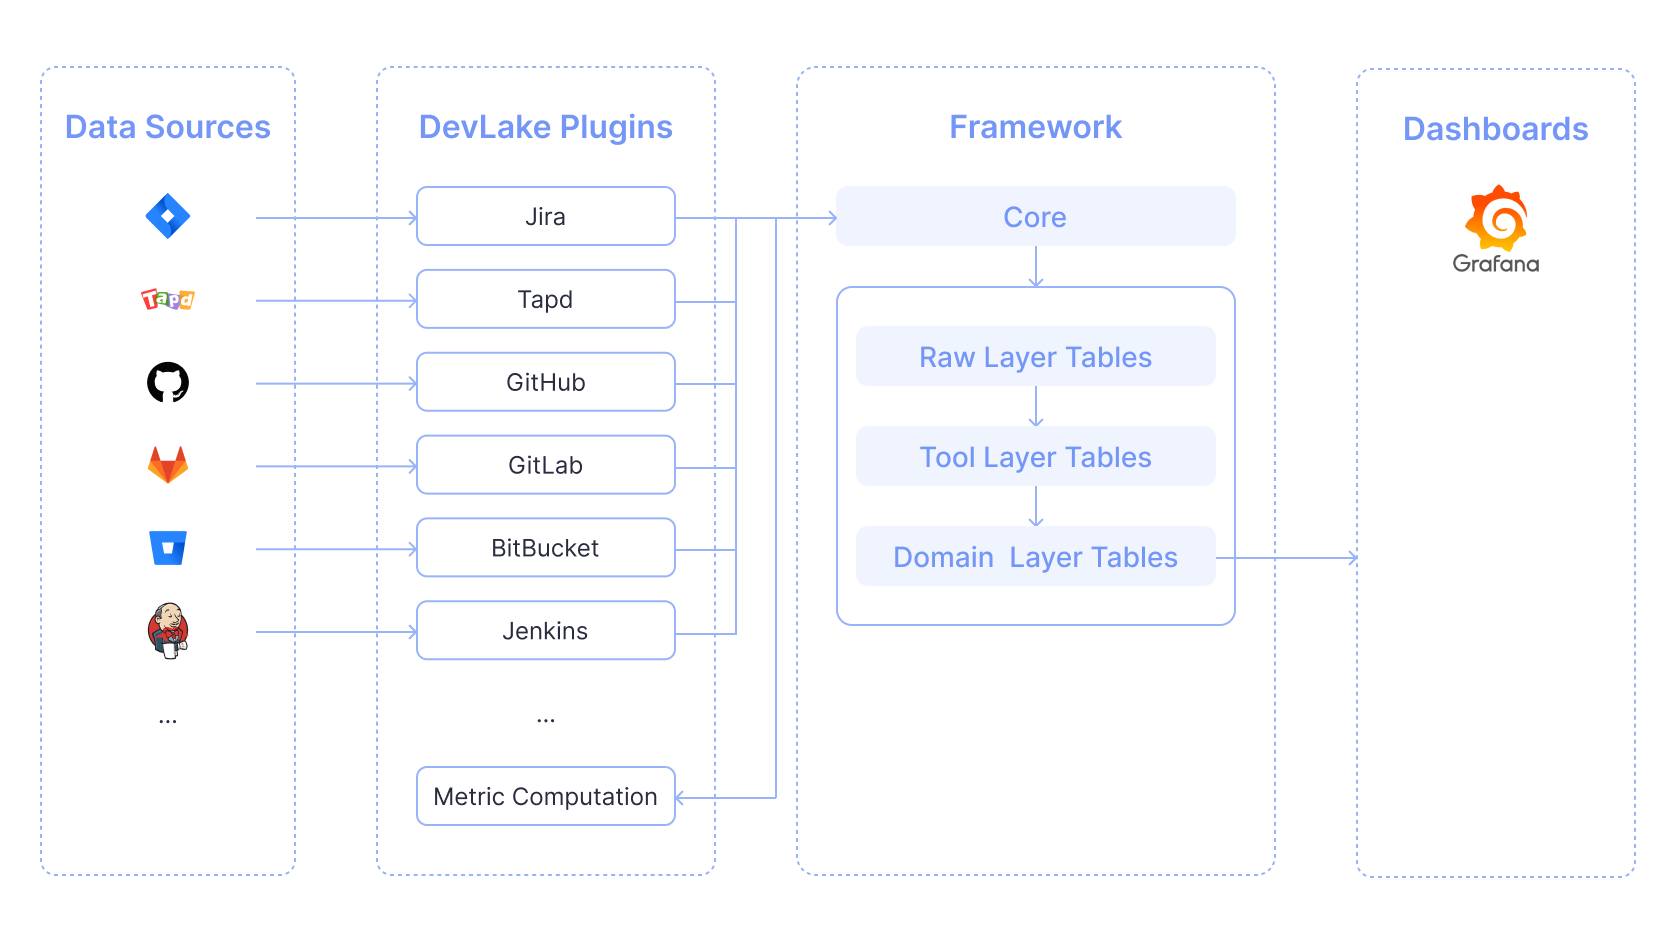 Data Sources
Tapd
...
DevLake Plugins
Jira
Tapd
GitHub
GitLab
BitBucket
Jenkins
...
Metric Computation
Framework
Core
Raw Layer Tables
Tool Layer Tables
Domain Layer Tables
Dashboards
Grafana